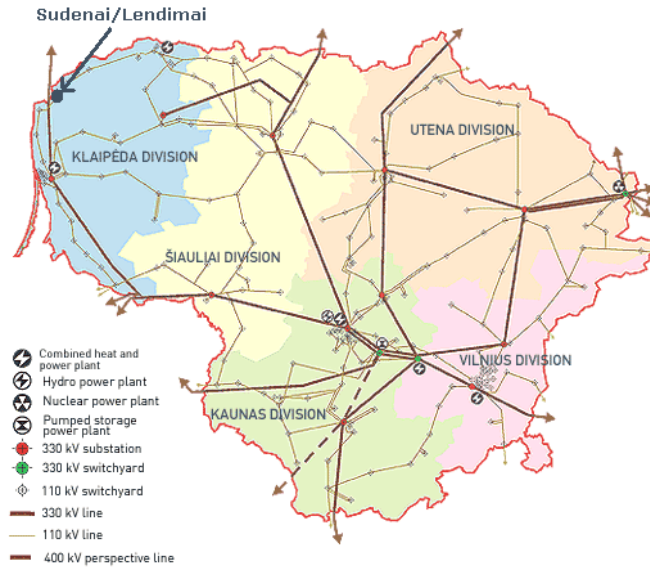 Sudenai/Lendimai
UTENA DIVISION
KLAIPĖDA DIVISION
ŠIAULIAI DIVISION
VILNIUS DIVISION
KAUNAS DIVISION
Combined heat and
power plant
Hydro power plant
Nuclear power plant
Pumped storage
power plant
330 kV substation
330 kV switchyard
110 kV switchyard
330 kV line
110 kV line
400 kV perspective line